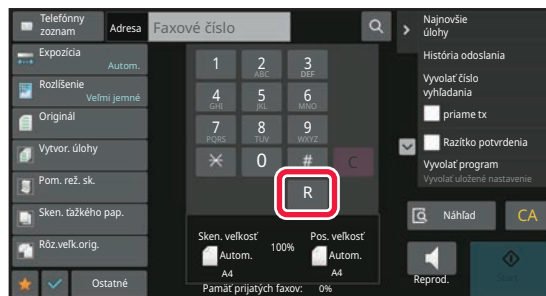 Telefónny
zoznam
Adresa
Faxové číslo
Expozícia
Autom.
Rozlíšenie
Veľmi jemné
Originál
Vytvor. úlohy
Pom. rež. sk.
Sken. ťažkého pap.
Rôz.veľk.orig.
Ostatné
1
2
ABC
3
DEF
4
GHI
5
JKL
6
MNO
7
PQRS
8
TUV
9
WXYZ
0
#
C
R
Sken. veľkosť
100%
Pos. veľkosť
Autom.
Autom.
A4
A4
Pamäť prijatých faxov: 0%
Najnovšie
úlohy
História odoslania
Vyvolať číslo
vyhľadania
priame tx
Razítko potvrdenia
Vyvolať program
Vyvolať uložené nastavenie
Náhľad
CA
Reprod.
Štart